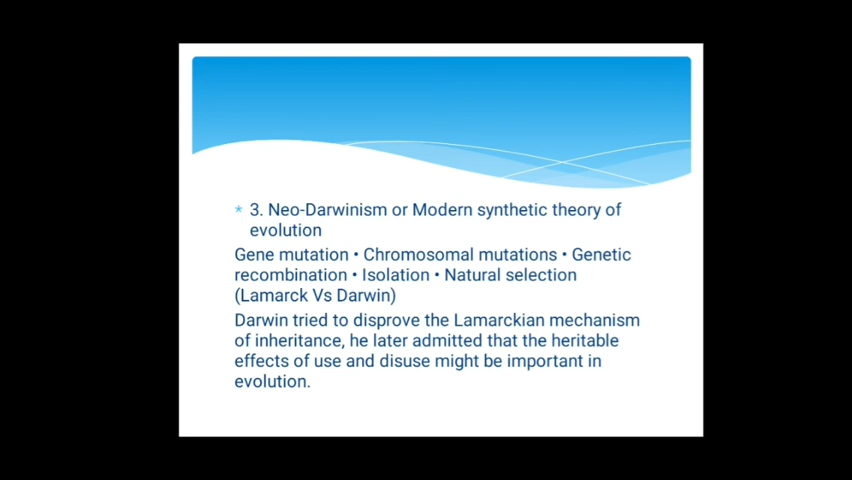 * 3. Neo-Darwinism or Modern synthetic theory of
evolution
Gene mutation • Chromosomal mutations • Genetic
recombination • Isolation • Natural selection
(Lamarck Vs Darwin)
Darwin tried to disprove the Lamarckian mechanism
of inheritance, he later admitted that the heritable
effects of use and disuse might be important in
evolution.